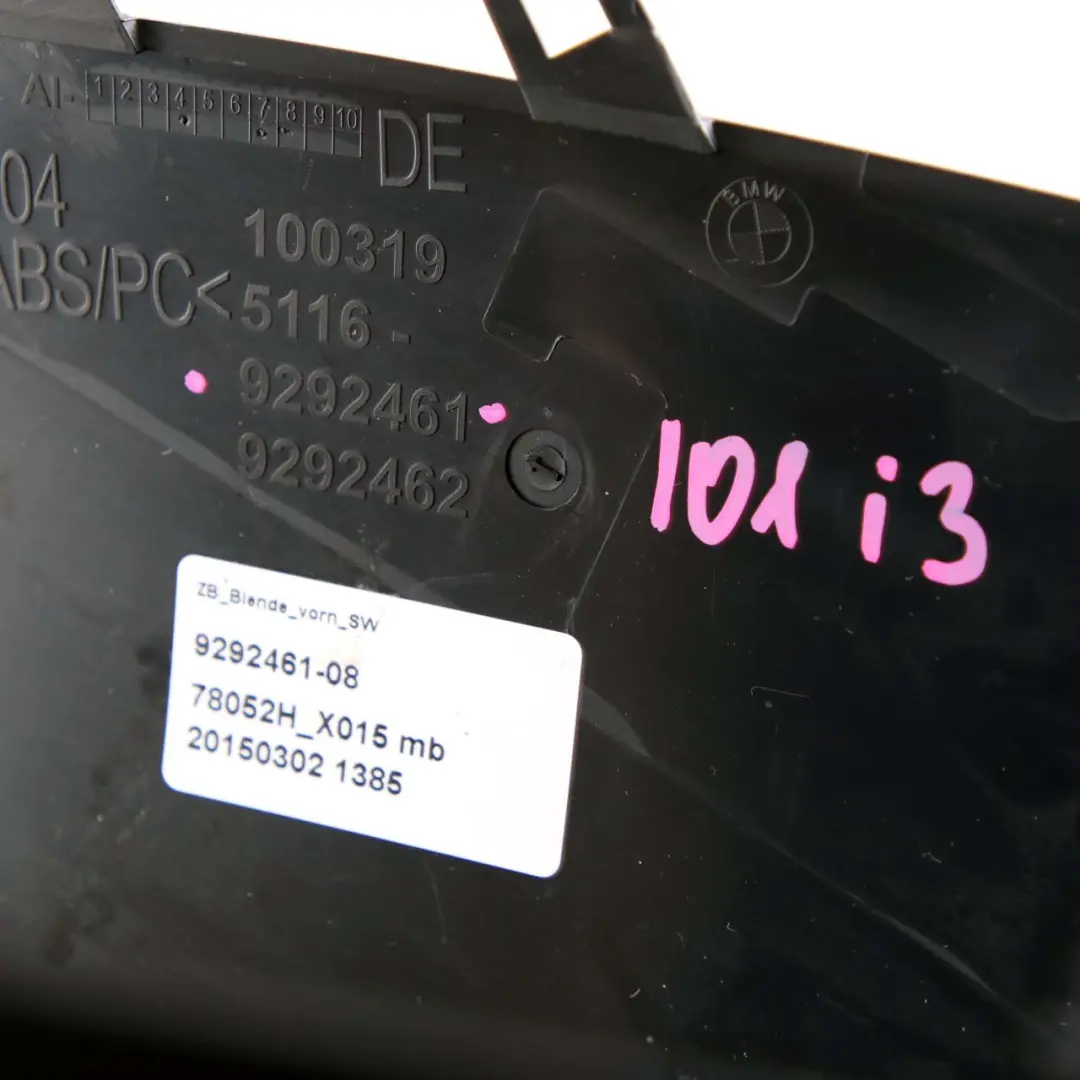 AI- 1 2 3 4 5 6 7 8 9 10
DE
BMW
04
100319
ABS/PC<
5116 -
9292461
9292462
101 i3
ZB_Blende_vorn_SW
9292461-08
78052H_X015 mb
20150302 1385